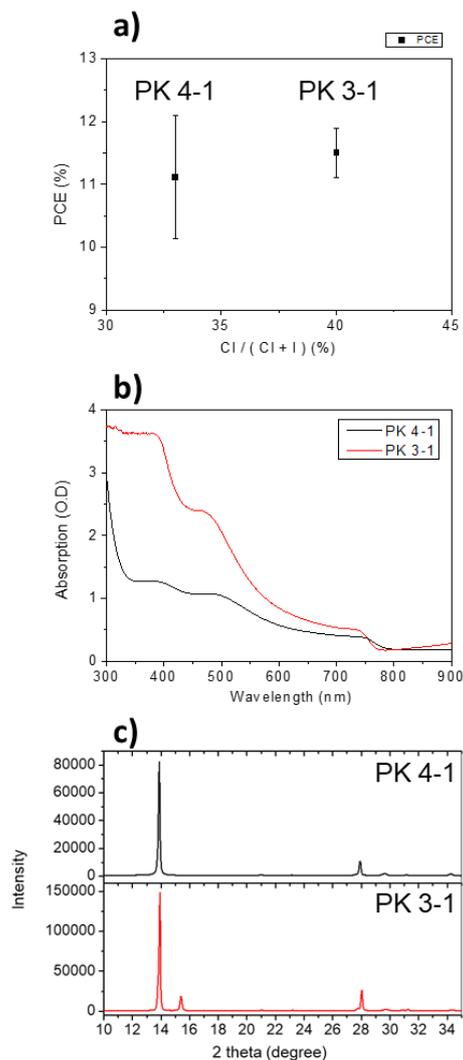 a)
PCE
13
12
11
10
9
PCE (%)
PK 4-1 PK 3-1
30 35 40 45
Cl / ( Cl + I ) (%)
b)
4
3
2
1
0
Absorption (O.D)
PK 4-1
PK 3-1
300 400 500 600 700 800 900
Wavelength (nm)
c)
80000
60000
40000
20000
0
PK 4-1
Intensity
150000
100000
50000
0
PK 3-1
10 12 14 16 18 20 22 24 26 28 30 32 34
2 theta (degree)